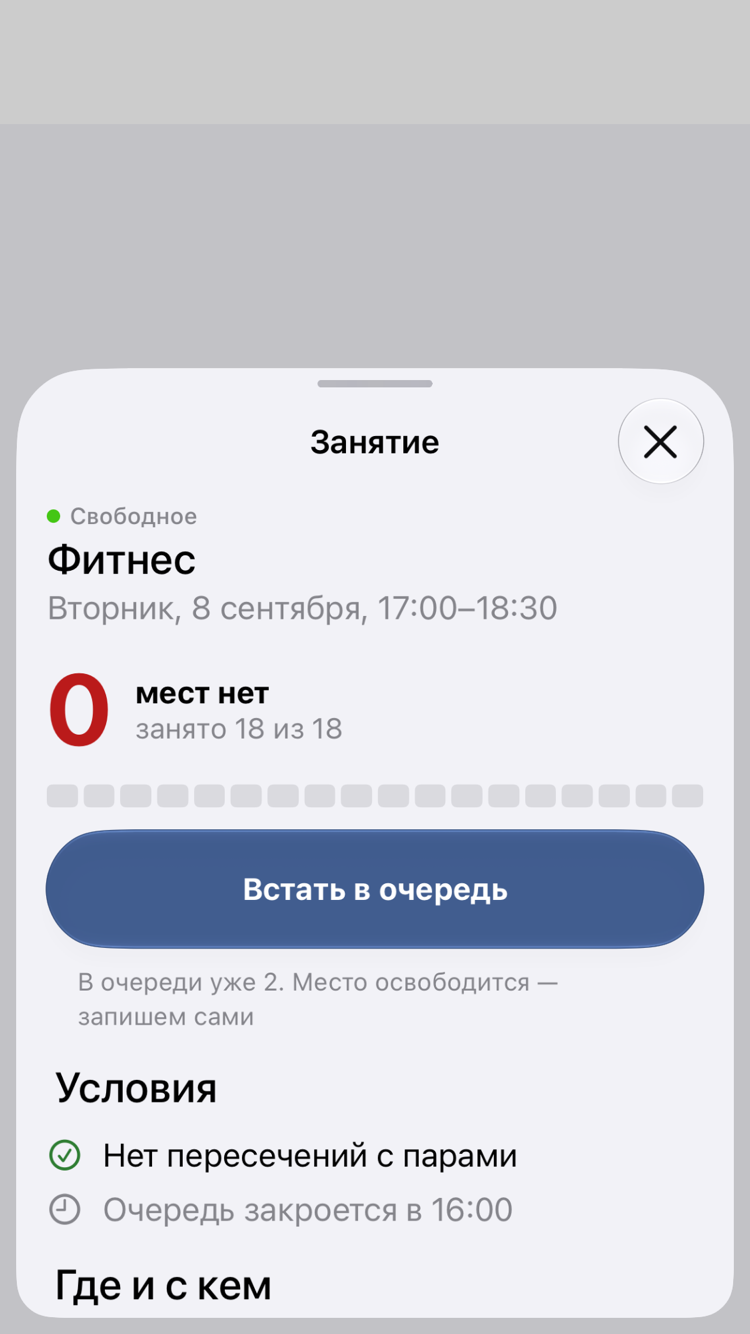 Занятие
Свободное
Фитнес
Вторник, 8 сентября, 17:00–18:30
0
мест нет
занято 18 из 18
Встать в очередь
В очереди уже 2. Место освободится —
запишем сами
Условия
Нет пересечений с парами
Очередь закроется в 16:00
Где и с кем